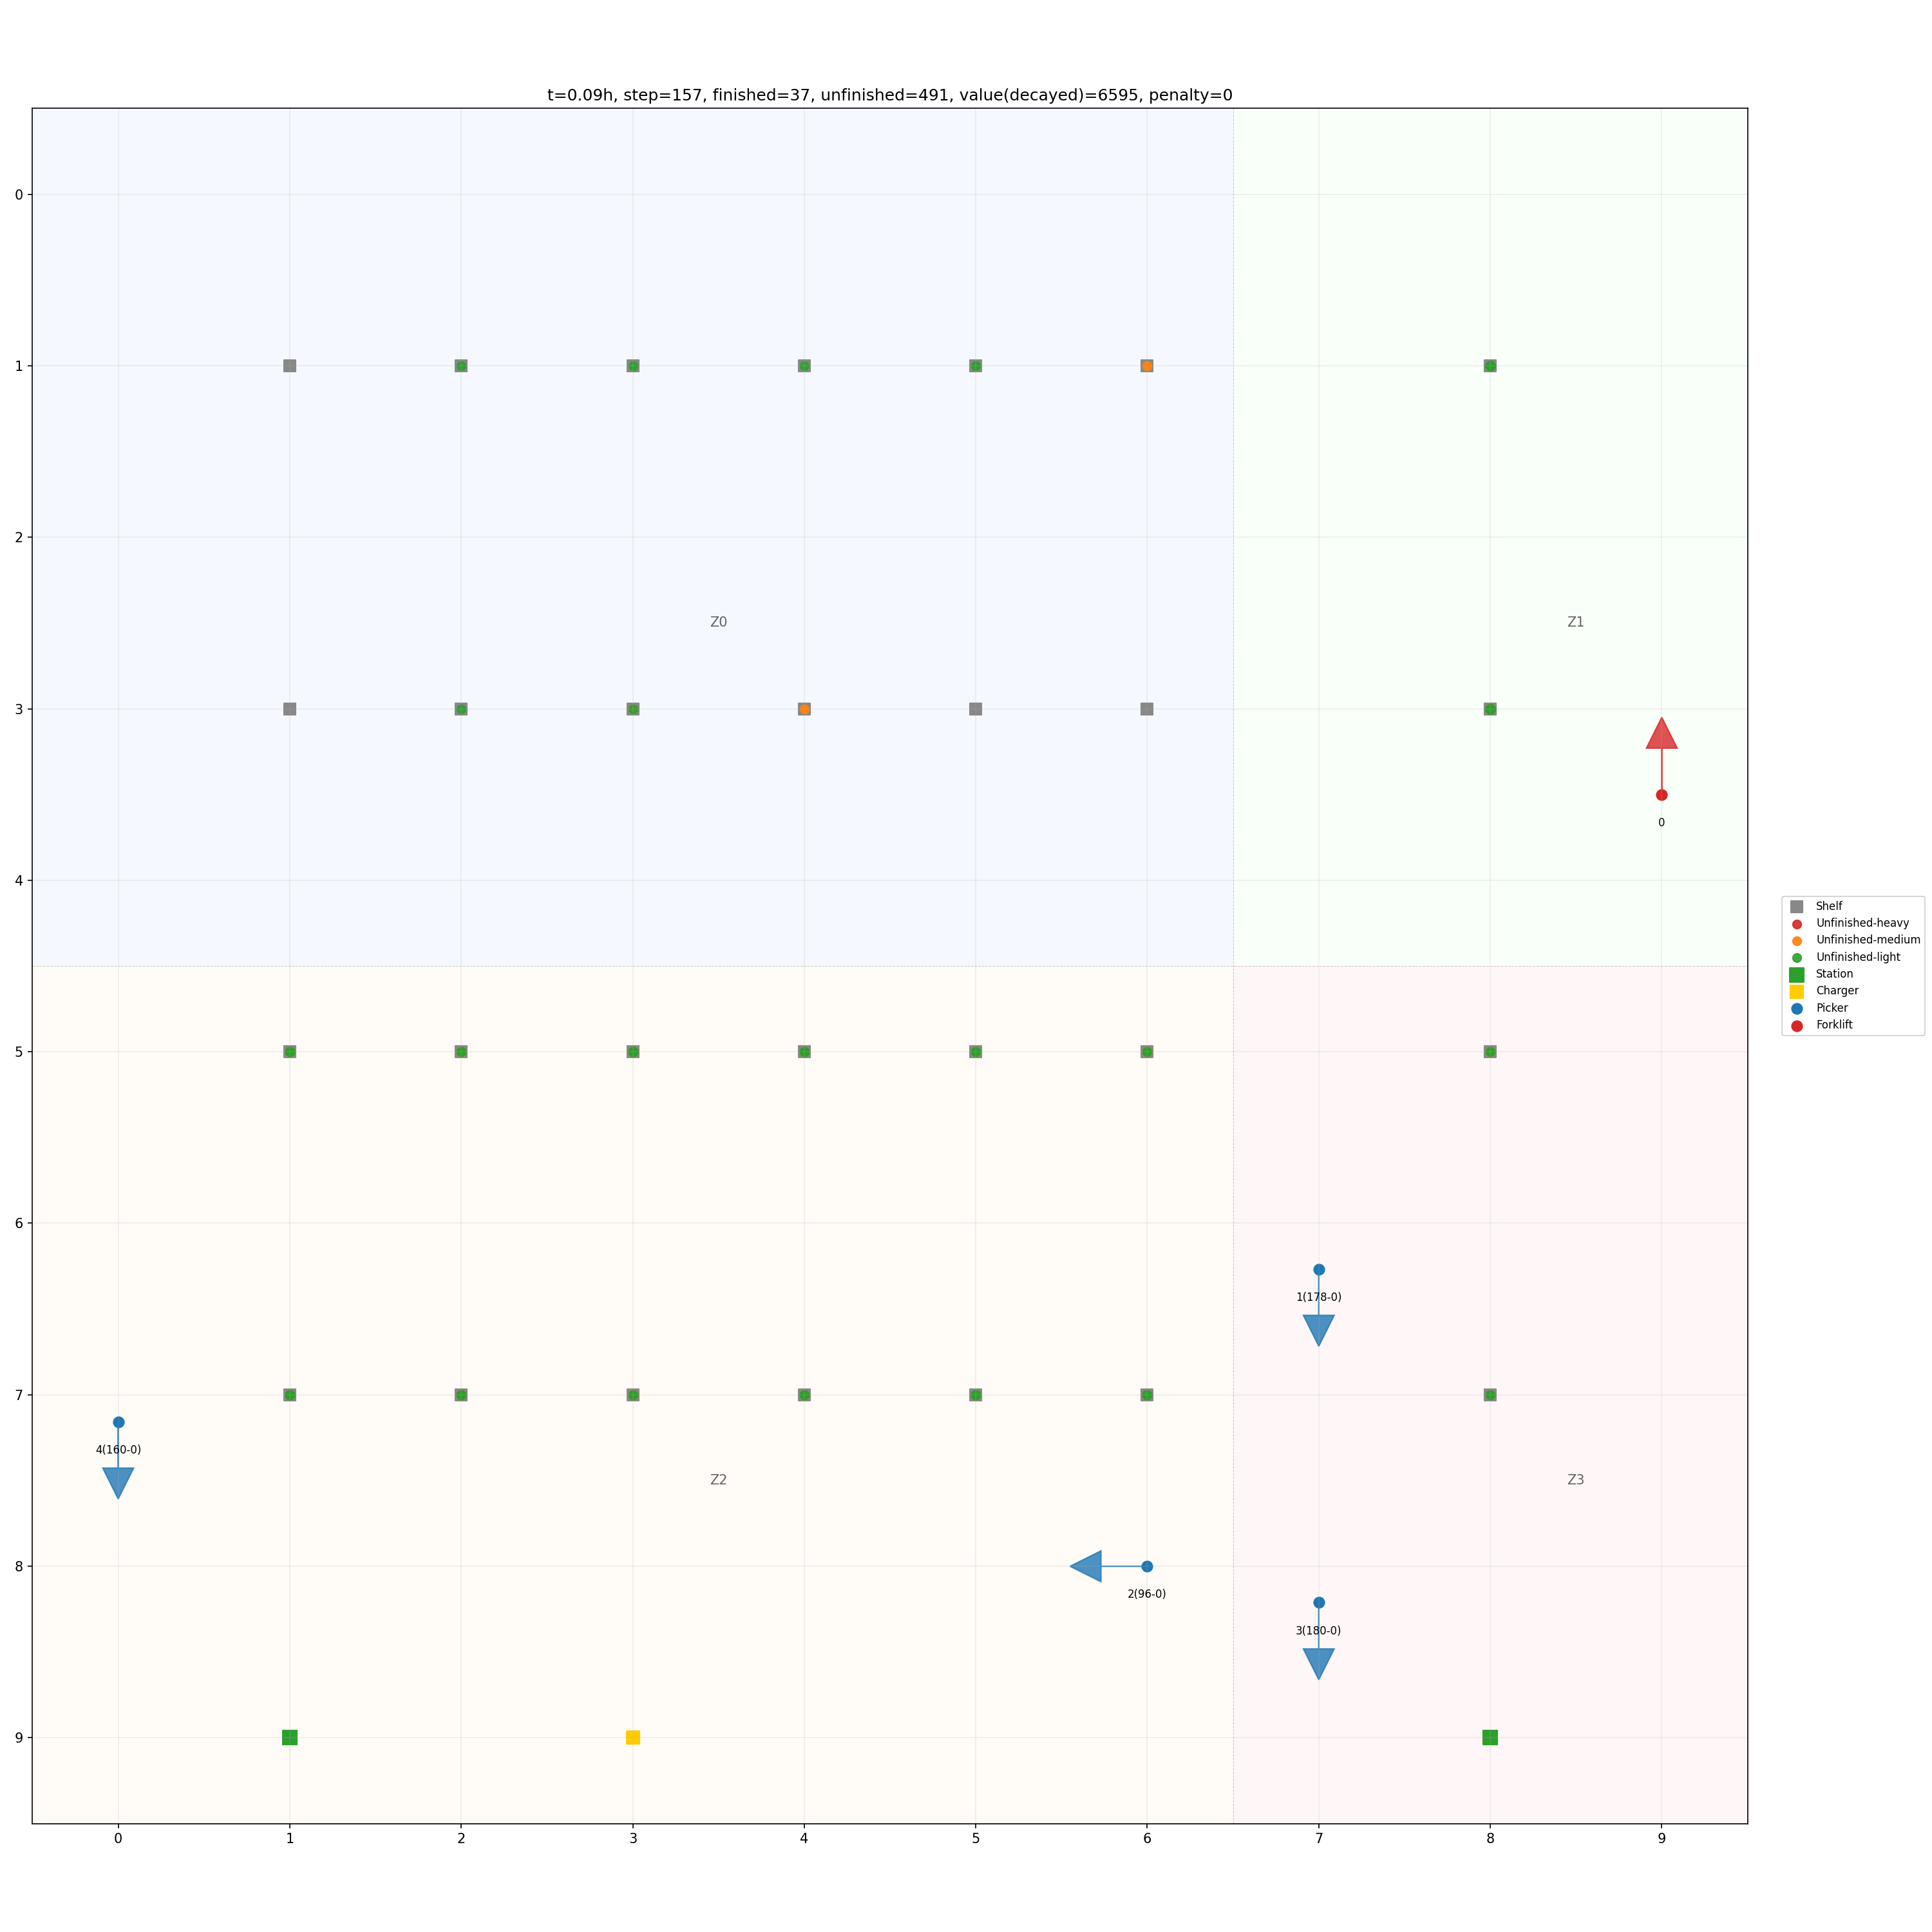 t=0.09h, step=157, finished=37, unfinished=491, value(decayed)=6595, penalty=0
0
1
2
Z0
Z1
3
0
4
Shelf
Unfinished-heavy
Unfinished-medium
Unfinished-light
Station
Charger
Picker
Forklift
5
6
1(178-0)
7
4(160-0)
Z2
Z3
8
2(96-0)
3(180-0)
9
0 1 2 3 4 5 6 7 8 9